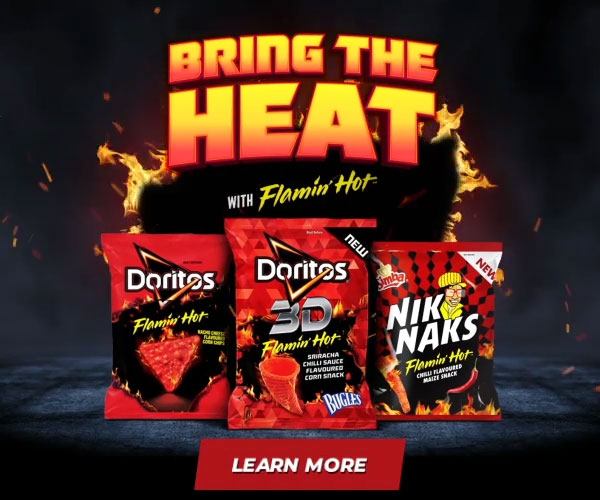 BRING THE
HEAT
WITH Flamin' Hot
Doritos
Flamin' Hot
NACHO CHEESE
FLAVOURED
CORN CHIPS
NEW
Doritos
3D
Flamin' Hot
SRIRACHA
CHILLI SAUCE
FLAVOURED
CORN SNACK
BUGLES
Simba
NEW
NIK
NAKS
Flamin' Hot
CHILLI FLAVOURED
MAIZE SNACK
LEARN MORE